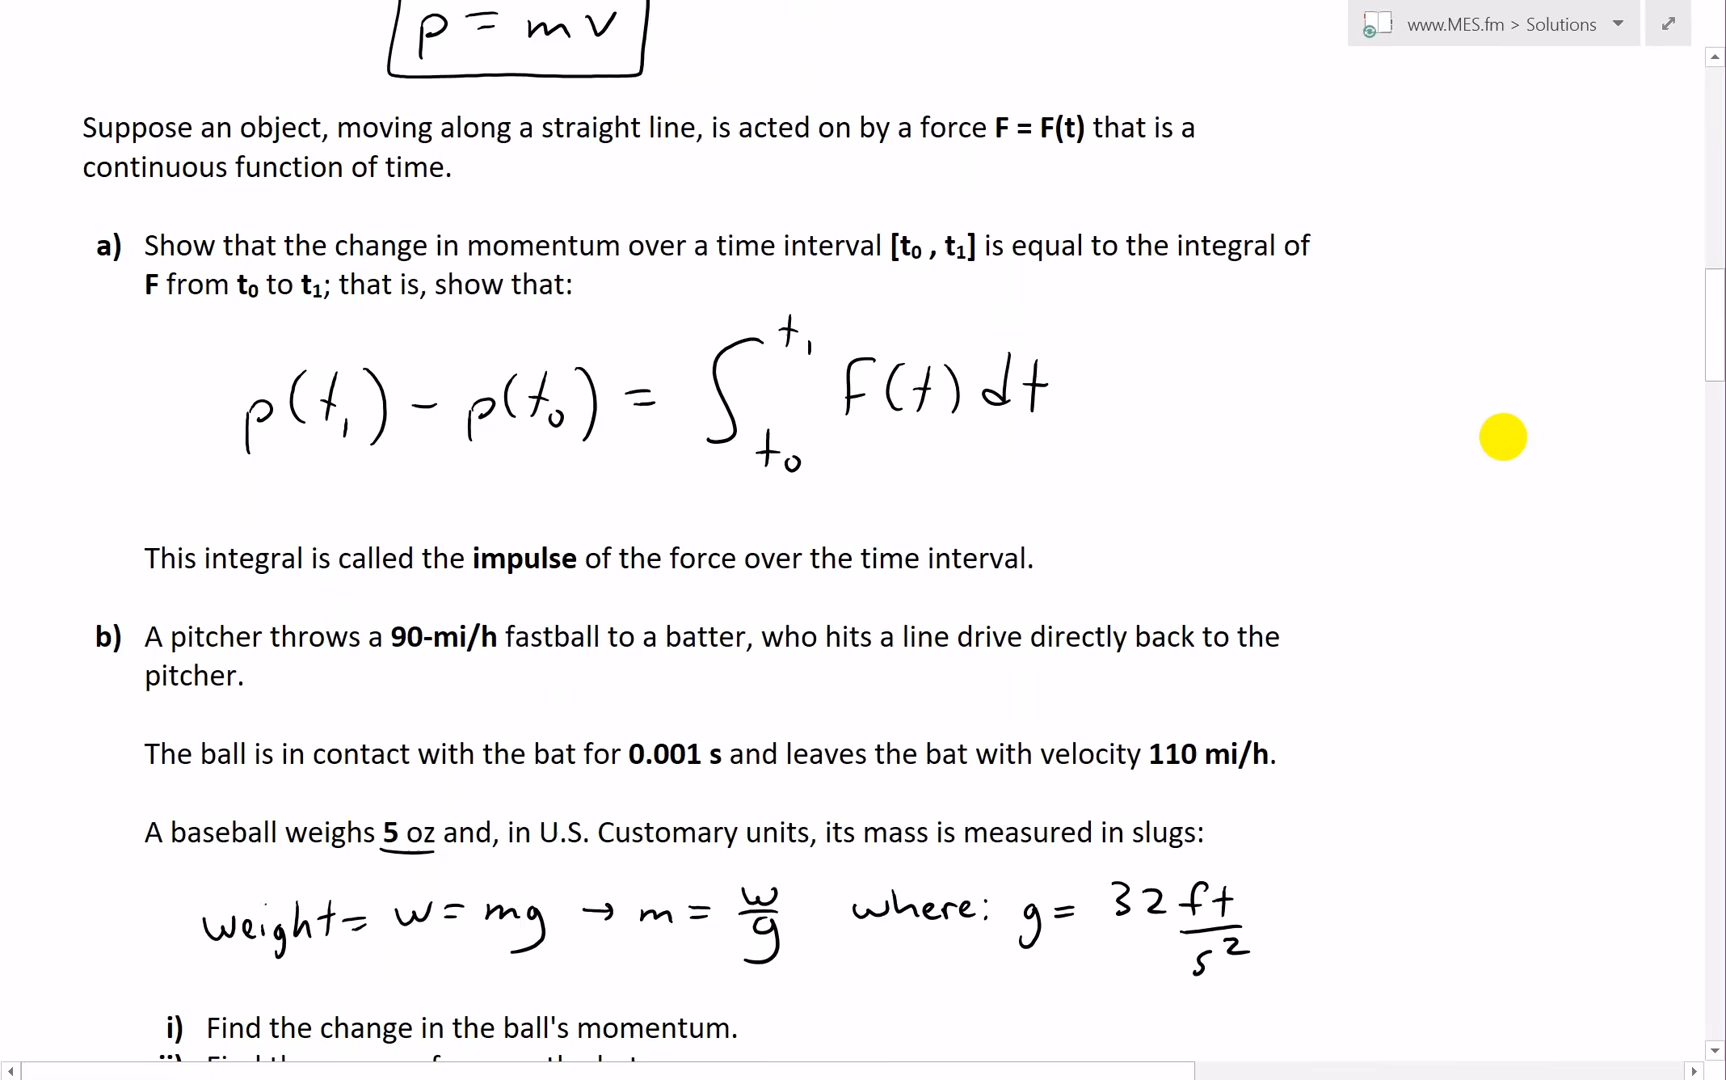 p = mv
www.MES.fm > Solutions
Suppose an object, moving along a straight line, is acted on by a force F = F(t) that is a
continuous function of time.
a) Show that the change in momentum over a time interval [t₀ , t₁] is equal to the integral of
F from t₀ to t₁; that is, show that:
p(t₁) - p(t₀) = ∫_{t₀}^{t₁} F(t) dt
This integral is called the impulse of the force over the time interval.
b) A pitcher throws a 90-mi/h fastball to a batter, who hits a line drive directly back to the
pitcher.
The ball is in contact with the bat for 0.001 s and leaves the bat with velocity 110 mi/h.
A baseball weighs 5 oz and, in U.S. Customary units, its mass is measured in slugs:
weight = w = mg → m = w/g where: g = 32 ft/s²
i) Find the change in the ball's momentum.